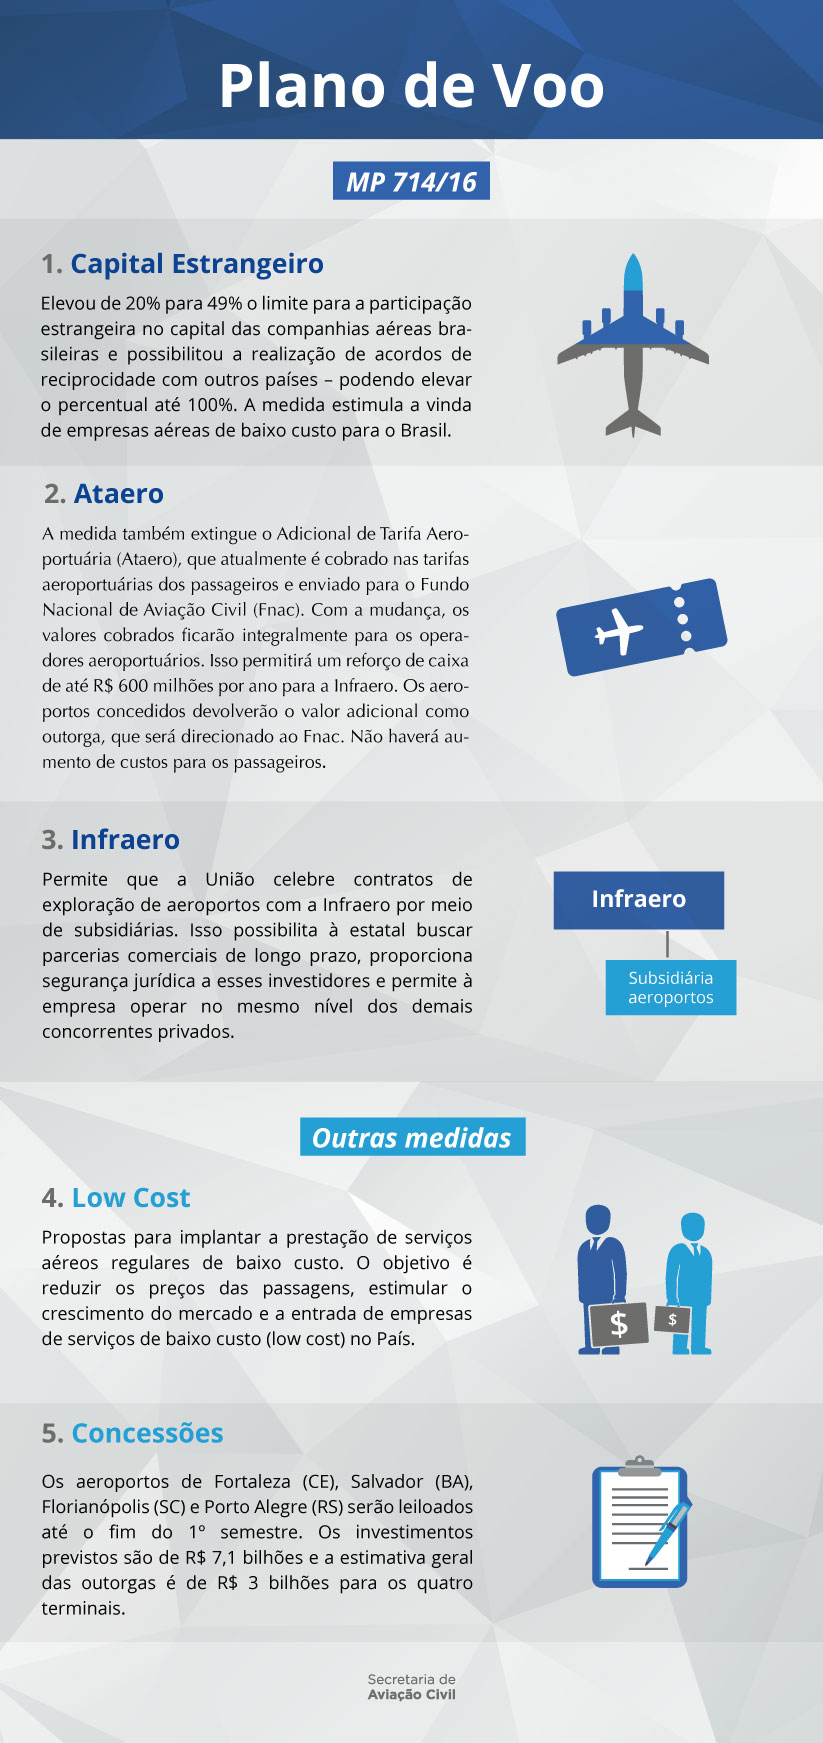 Plano de Voo
MP 714/16
1. Capital Estrangeiro
Elevou de 20% para 49% o limite para a participação
estrangeira no capital das companhias aéreas bra-
sileiras e possibilitou a realização de acordos de
reciprocidade com outros países – podendo elevar
o percentual até 100%. A medida estimula a vinda
de empresas aéreas de baixo custo para o Brasil.
2. Ataero
A medida também extingue o Adicional de Tarifa Aero-
portuária (Ataero), que atualmente é cobrado nas tarifas
aeroportuárias dos passageiros e enviado para o Fundo
Nacional de Aviação Civil (Fnac). Com a mudança, os
valores cobrados ficarão integralmente para os opera-
dores aeroportuários. Isso permitirá um reforço de caixa
de até R$ 600 milhões por ano para a Infraero. Os aero-
portos concedidos devolverão o valor adicional como
outorga, que será direcionado ao Fnac. Não haverá au-
mento de custos para os passageiros.
3. Infraero
Permite que a União celebre contratos de
exploração de aeroportos com a Infraero por meio
de subsidiárias. Isso possibilita à estatal buscar
parcerias comerciais de longo prazo, proporciona
segurança jurídica a esses investidores e permite à
empresa operar no mesmo nível dos demais
concorrentes privados.
Infraero
Subsidiária
aeroportos
Outras medidas
4. Low Cost
Propostas para implantar a prestação de serviços
aéreos regulares de baixo custo. O objetivo é
reduzir os preços das passagens, estimular o
crescimento do mercado e a entrada de empresas
de serviços de baixo custo (low cost) no País.
$
$
5. Concessões
Os aeroportos de Fortaleza (CE), Salvador (BA),
Florianópolis (SC) e Porto Alegre (RS) serão leiloados
até o fim do 1º semestre. Os investimentos
previstos são de R$ 7,1 bilhões e a estimativa geral
das outorgas é de R$ 3 bilhões para os quatro
terminais.
Secretaria de
Aviação Civil